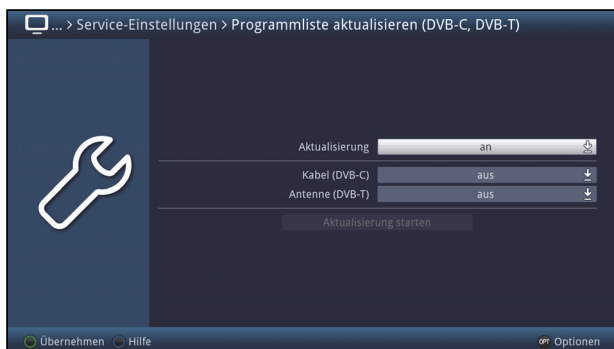 ... > Service-Einstellungen > Programmliste aktualisieren (DVB-C, DVB-T)
Aktualisierung an
Kabel (DVB-C) aus
Antenne (DVB-T) aus
Aktualisierung starten
Übernehmen Hilfe OPT Optionen